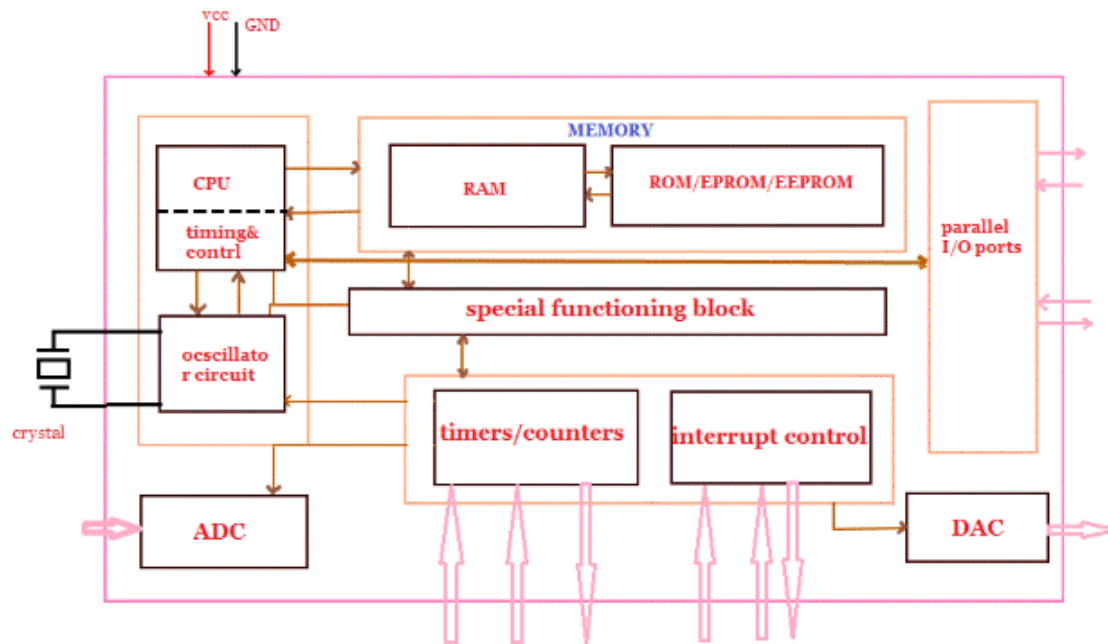 vcc
GND
MEMORY
CPU
RAM
ROM/EPROM/EEPROM
timing&
contrl
parallel
I/O ports
special functioning block
ocscillato
r circuit
crystal
timers/counters
interrupt control
ADC
DAC